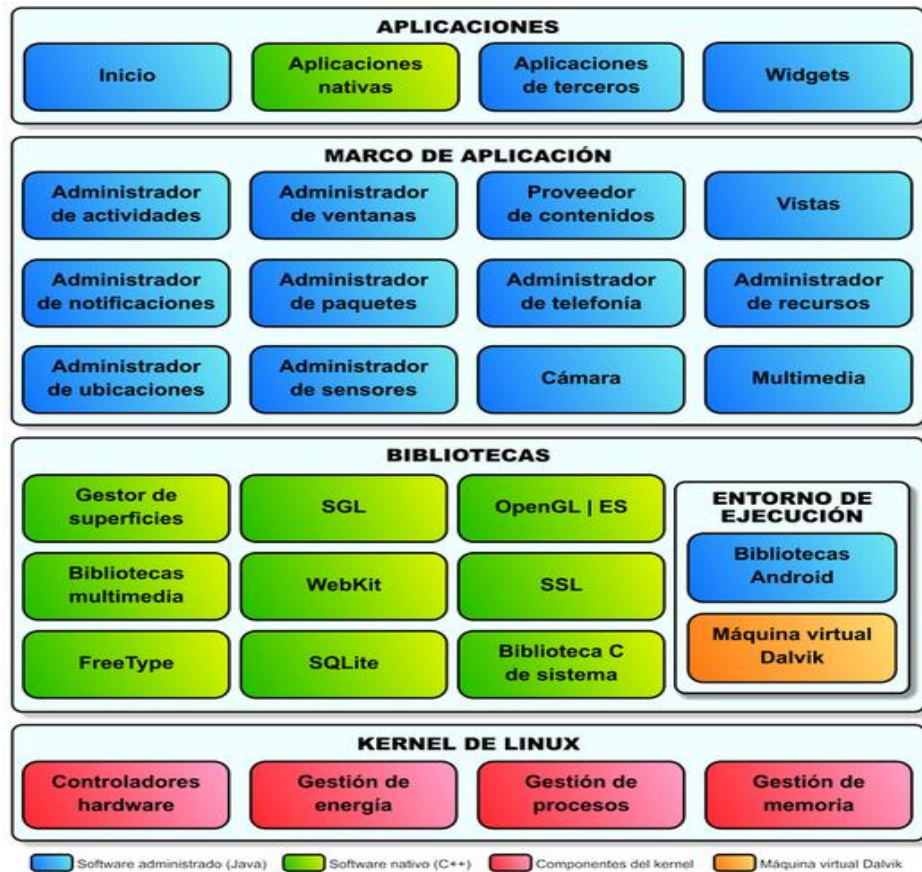 APLICACIONES
Inicio
Aplicaciones
nativas
Aplicaciones
de terceros
Widgets
MARCO DE APLICACIÓN
Administrador
de actividades
Administrador
de ventanas
Proveedor
de contenidos
Vistas
Administrador
de notificaciones
Administrador
de paquetes
Administrador
de telefonía
Administrador
de recursos
Administrador
de ubicaciones
Administrador
de sensores
Cámara
Multimedia
BIBLIOTECAS
Gestor de
superficies
SGL
OpenGL | ES
Bibliotecas
multimedia
WebKit
SSL
FreeType
SQLite
Biblioteca C
de sistema
ENTORNO DE
EJECUCIÓN
Bibliotecas
Android
Máquina virtual
Dalvik
KERNEL DE LINUX
Controladores
hardware
Gestión de
energía
Gestión de
procesos
Gestión de
memoria
Software administrado (Java)
Software nativo (C++)
Componentes del kernel
Máquina virtual Dalvik